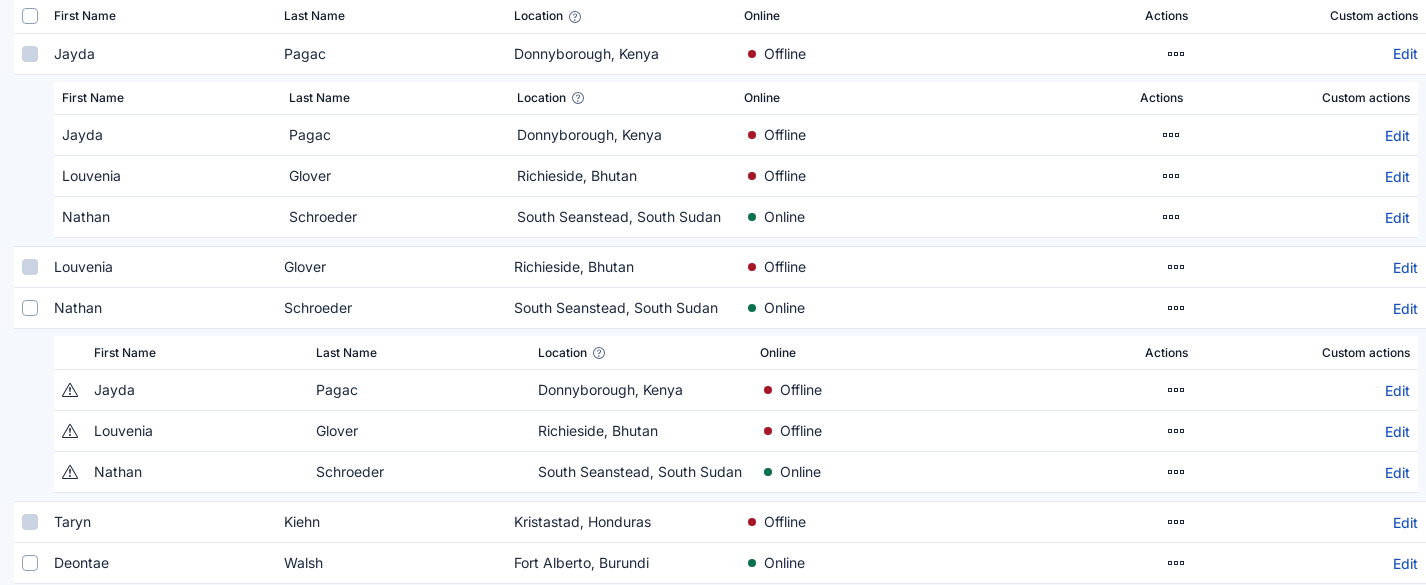 First Name Last Name Location Online Actions Custom actions
Jayda Pagac Donnyborough, Kenya Offline Edit
First Name Last Name Location Online Actions Custom actions
Jayda Pagac Donnyborough, Kenya Offline Edit
Louvenia Glover Richieside, Bhutan Offline Edit
Nathan Schroeder South Seanstead, South Sudan Online Edit
Louvenia Glover Richieside, Bhutan Offline Edit
Nathan Schroeder South Seanstead, South Sudan Online Edit
First Name Last Name Location Online Actions Custom actions
Jayda Pagac Donnyborough, Kenya Offline Edit
Louvenia Glover Richieside, Bhutan Offline Edit
Nathan Schroeder South Seanstead, South Sudan Online Edit
Taryn Kiehn Kristastad, Honduras Offline Edit
Deontae Walsh Fort Alberto, Burundi Online Edit